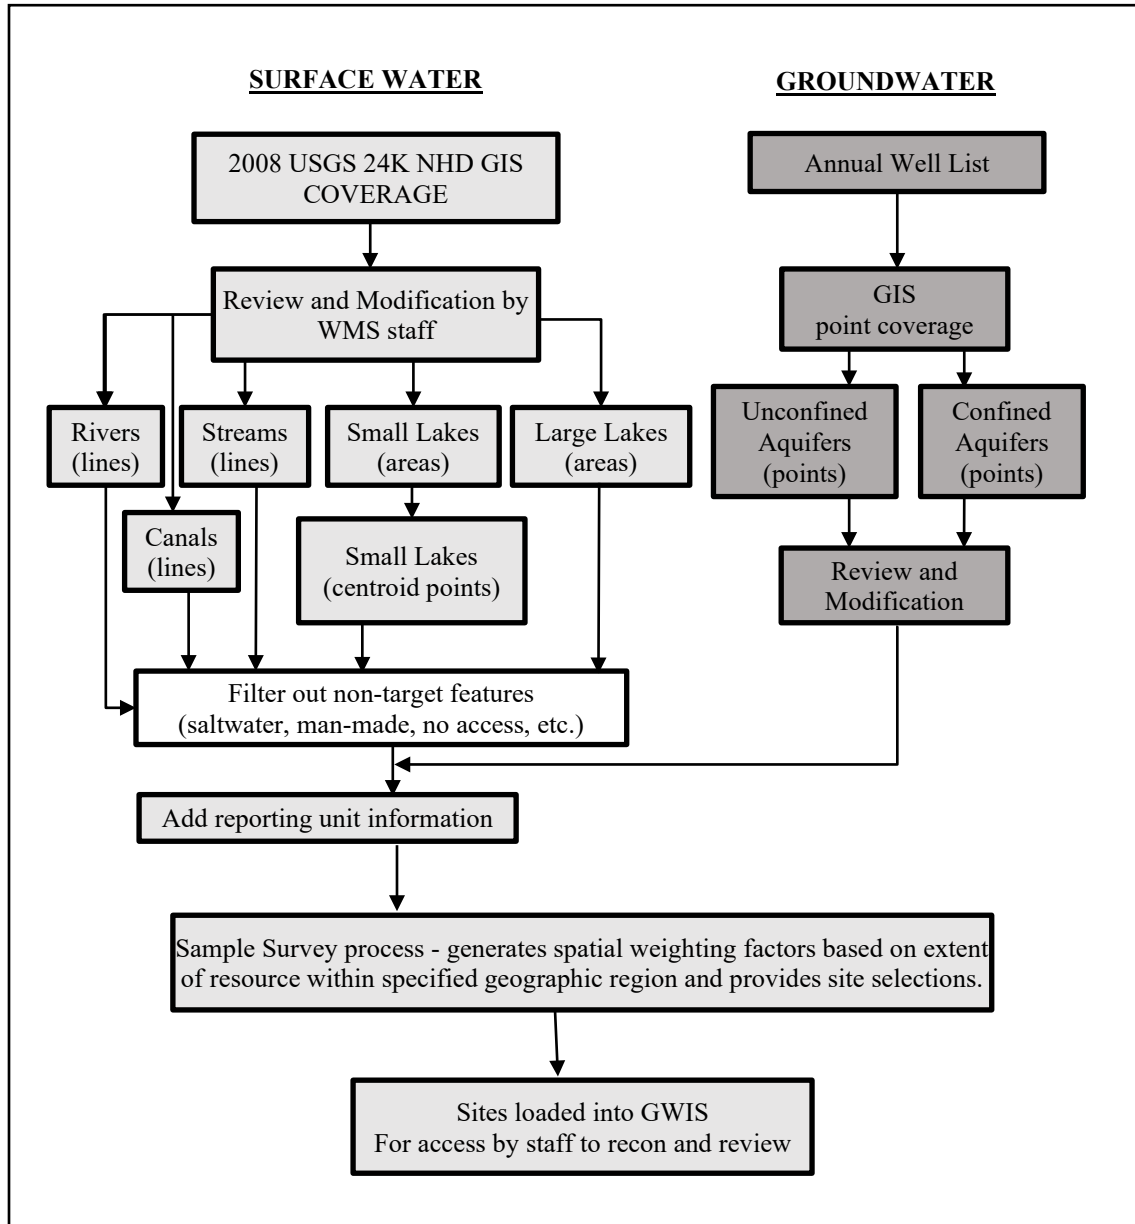 SURFACE WATER
GROUNDWATER
2008 USGS 24K NHD GIS
COVERAGE
Annual Well List
Review and Modification by
WMS staff
GIS
point coverage
Rivers
(lines)
Streams
(lines)
Small Lakes
(areas)
Large Lakes
(areas)
Unconfined
Aquifers
(points)
Confined
Aquifers
(points)
Canals
(lines)
Small Lakes
(centroid points)
Review and
Modification
Filter out non-target features
(saltwater, man-made, no access, etc.)
Add reporting unit information
Sample Survey process - generates spatial weighting factors based on extent
of resource within specified geographic region and provides site selections.
Sites loaded into GWIS
For access by staff to recon and review